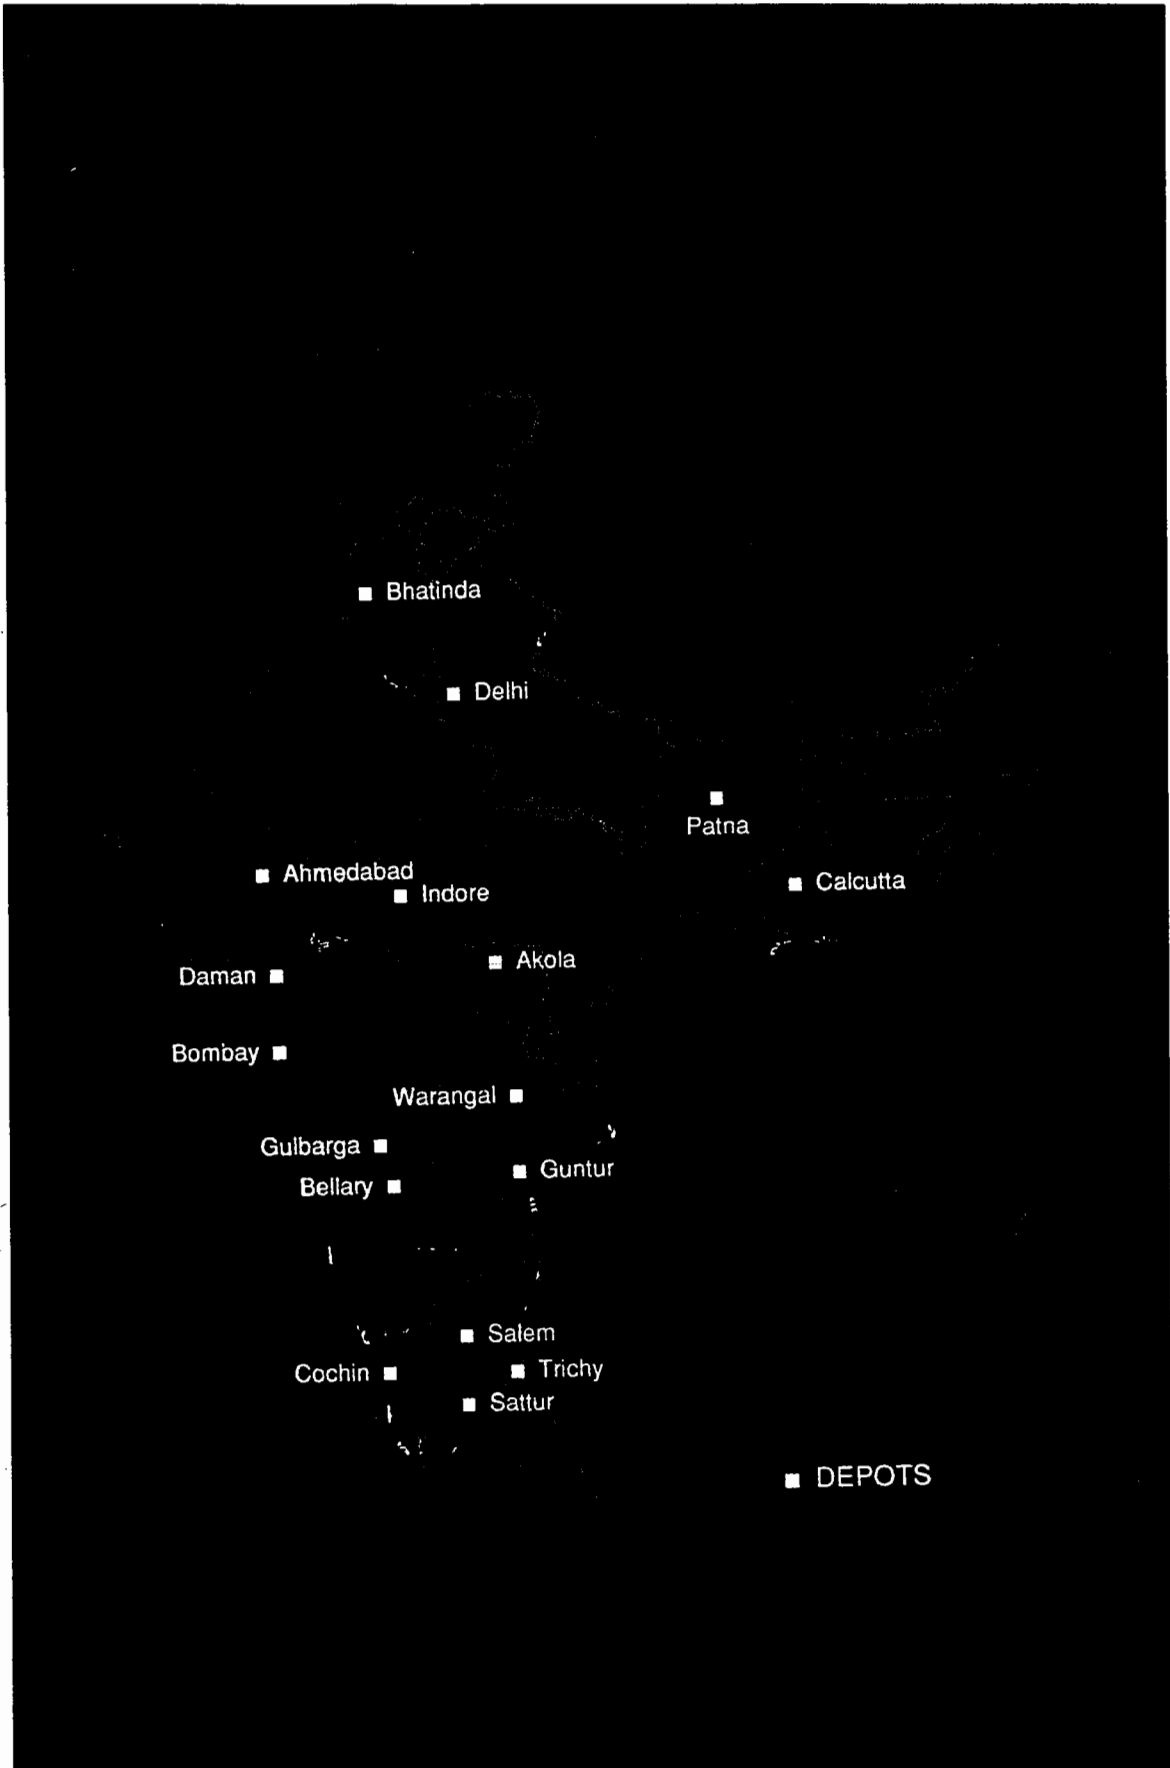 Bhatinda
Delhi
Patna
Ahmedabad
Calcutta
Indore
Akola
Daman
Bombay
Warangal
Gulbarga
Guntur
Bellary
Salem
Trichy
Cochin
Sattur
DEPOTS